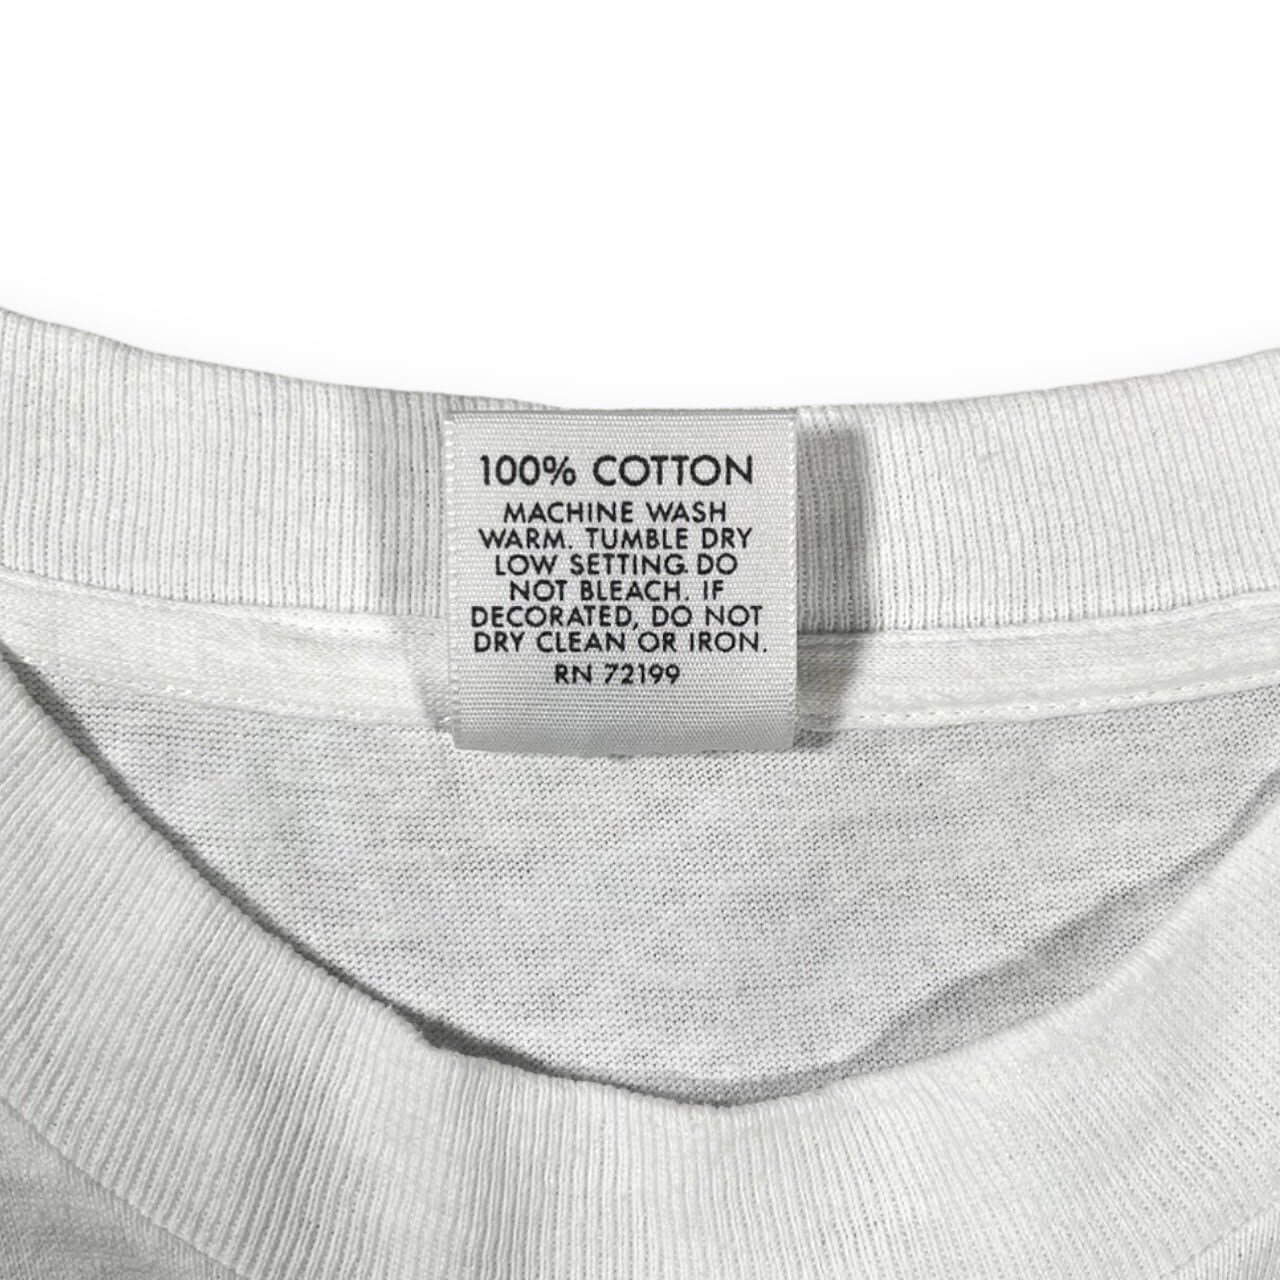 100% COTTON
MACHINE WASH
WARM. TUMBLE DRY
LOW SETTING. DO
NOT BLEACH. IF
DECORATED, DO NOT
DRY CLEAN OR IRON.
RN 72199